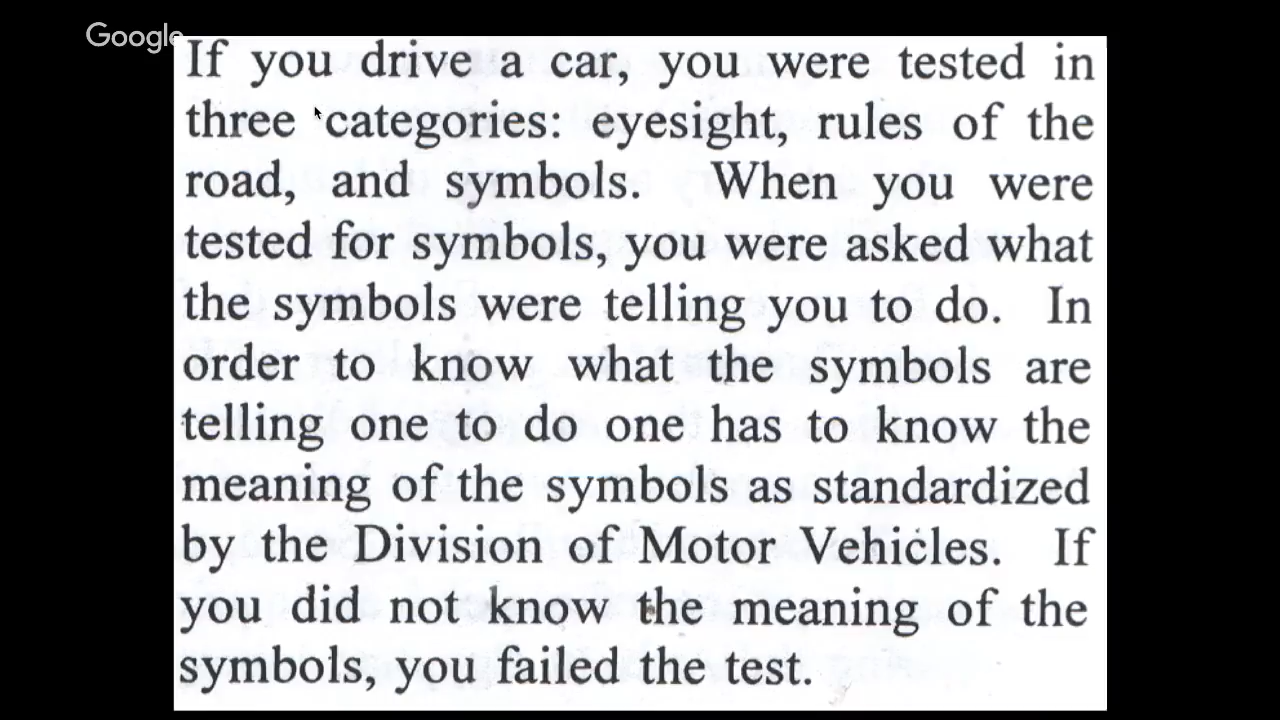 Google
If you drive a car, you were tested in
three categories: eyesight, rules of the
road, and symbols. When you were
tested for symbols, you were asked what
the symbols were telling you to do. In
order to know what the symbols are
telling one to do one has to know the
meaning of the symbols as standardized
by the Division of Motor Vehicles. If
you did not know the meaning of the
symbols, you failed the test.